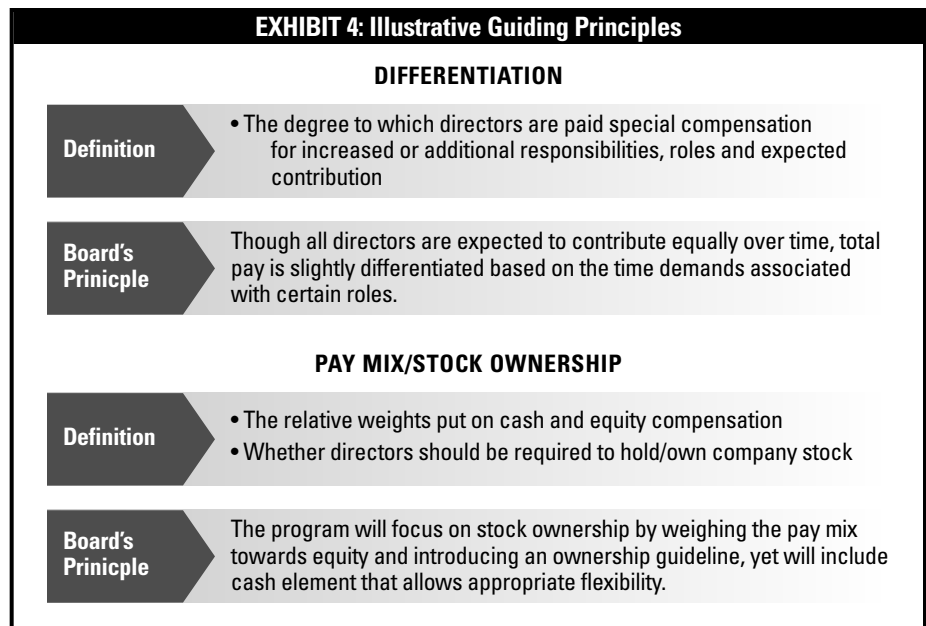 EXHIBIT 4: Illustrative Guiding Principles
DIFFERENTIATION
Definition
• The degree to which directors are paid special compensation
for increased or additional responsibilities, roles and expected
contribution
Board's
Prinicple
Though all directors are expected to contribute equally over time, total
pay is slightly differentiated based on the time demands associated
with certain roles.
PAY MIX/STOCK OWNERSHIP
Definition
• The relative weights put on cash and equity compensation
• Whether directors should be required to hold/own company stock
Board's
Prinicple
The program will focus on stock ownership by weighing the pay mix
towards equity and introducing an ownership guideline, yet will include
cash element that allows appropriate flexibility.